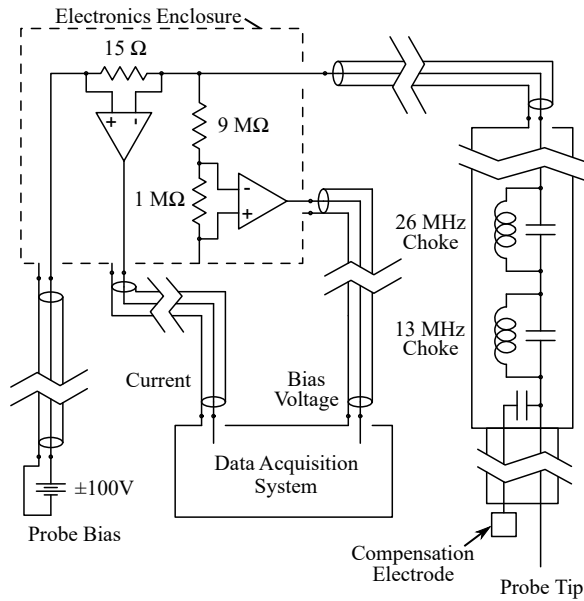 Electronics Enclosure
15 Ω
+ -
9 MΩ
1 MΩ
-
+
26 MHz
Choke
13 MHz
Choke
Current
Bias
Voltage
Data Acquisition
System
±100V
Probe Bias
Compensation
Electrode
Probe Tip